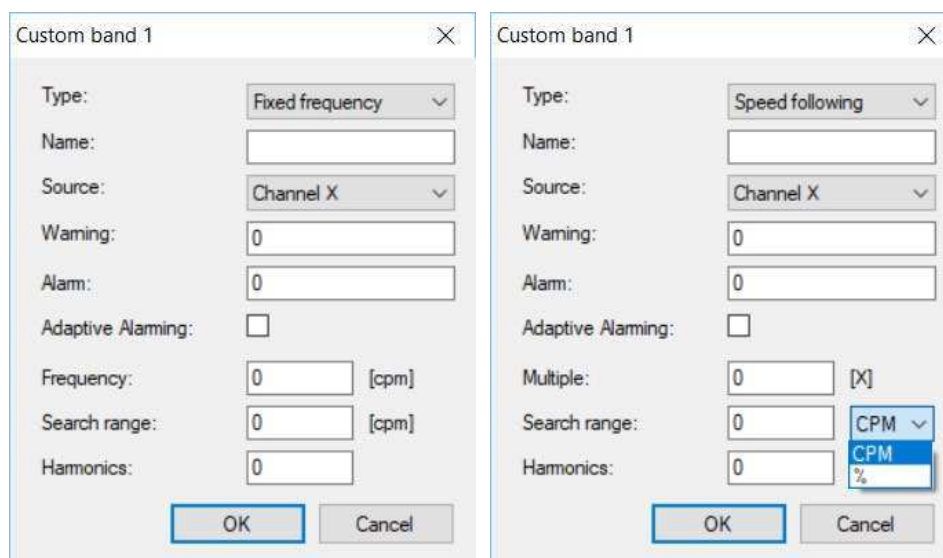 Custom band 1
Type: Fixed frequency
Name:
Source: Channel X
Warning: 0
Alarm: 0
Adaptive Alarming:
Frequency: 0 [cpm]
Search range: 0 [cpm]
Harmonics: 0
OK Cancel
Custom band 1
Type: Speed following
Name:
Source: Channel X
Warning: 0
Alarm: 0
Adaptive Alarming:
Multiple: 0 [X]
Search range: 0 CPM
CPM
Harmonics: 0 %
OK Cancel